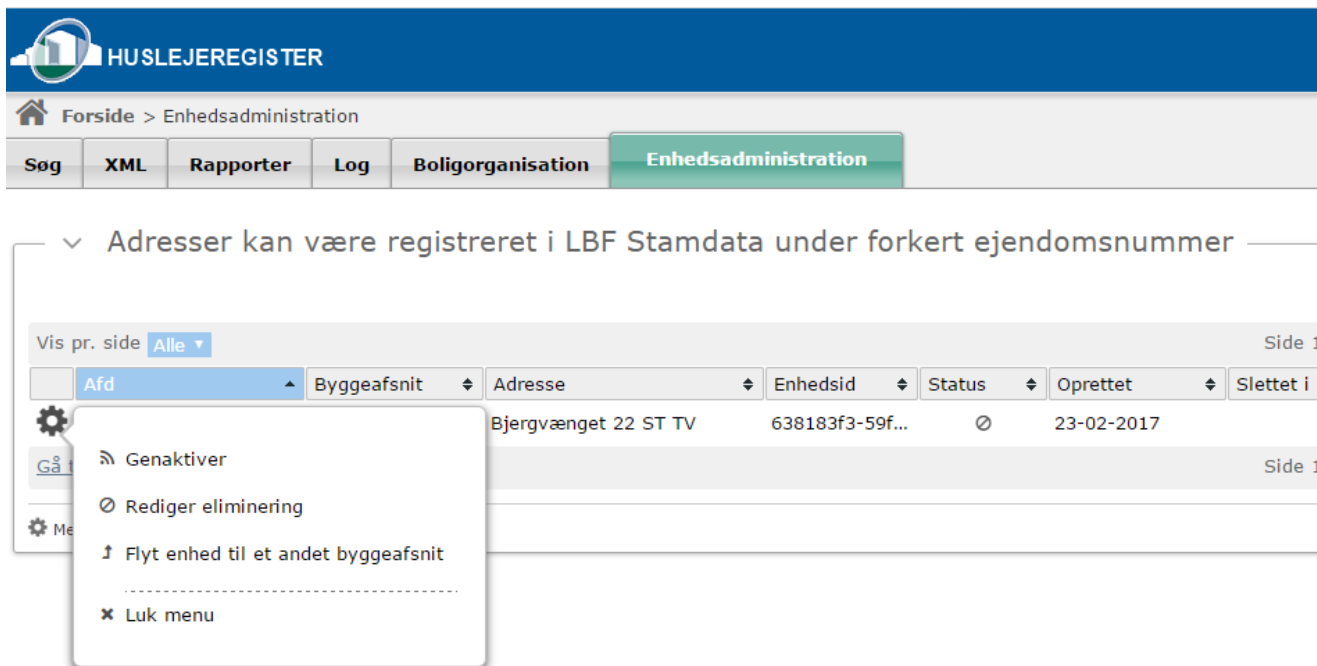 HUSLEJEREGISTER
Forside > Enhedsadministration
Søg XML Rapporter Log Boligorganisation Enhedsadministration
Adresser kan være registreret i LBF Stamdata under forkert ejendomsnummer
Vis pr. side Alle Side 1
Afd Byggeafsnit Adresse Enhedsid Status Oprettet Slettet i
Bjergvænget 22 ST TV 638183f3-59f... 23-02-2017
Genaktiver
Gå Side 1
Rediger eliminering
Flyt enhed til et andet byggeafsnit
Luk menu